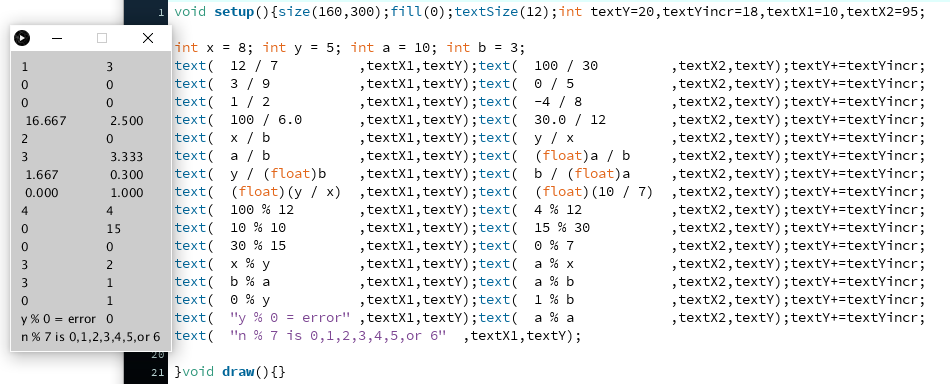 1 void setup(){size(160,300);fill(0);textSize(12);int textY=20,textYincr=18,textX1=10,textX2=95;
int x = 8; int y = 5; int a = 10; int b = 3;
1 3
text( 12 / 7 ,textX1,textY);text( 100 / 30 ,textX2,textY);textY+=textYincr;
0 0
text( 3 / 9 ,textX1,textY);text( 0 / 5 ,textX2,textY);textY+=textYincr;
0 0
text( 1 / 2 ,textX1,textY);text( -4 / 8 ,textX2,textY);textY+=textYincr;
16.667 2.500
text( 100 / 6.0 ,textX1,textY);text( 30.0 / 12 ,textX2,textY);textY+=textYincr;
2 0
text( x / b ,textX1,textY);text( y / x ,textX2,textY);textY+=textYincr;
3 3.333
text( a / b ,textX1,textY);text( (float)a / b ,textX2,textY);textY+=textYincr;
1.667 0.300
text( y / (float)b ,textX1,textY);text( b / (float)a ,textX2,textY);textY+=textYincr;
0.000 1.000
text( (float)(y / x) ,textX1,textY);text( (float)(10 / 7) ,textX2,textY);textY+=textYincr;
4 4
text( 100 % 12 ,textX1,textY);text( 4 % 12 ,textX2,textY);textY+=textYincr;
0 15
text( 10 % 10 ,textX1,textY);text( 15 % 30 ,textX2,textY);textY+=textYincr;
0 0
text( 30 % 15 ,textX1,textY);text( 0 % 7 ,textX2,textY);textY+=textYincr;
3 2
text( x % y ,textX1,textY);text( a % x ,textX2,textY);textY+=textYincr;
3 1
text( b % a ,textX1,textY);text( a % b ,textX2,textY);textY+=textYincr;
0 1
text( 0 % y ,textX1,textY);text( 1 % b ,textX2,textY);textY+=textYincr;
y % 0 = error 0
text( "y % 0 = error" ,textX1,textY);text( a % a ,textX2,textY);textY+=textYincr;
n % 7 is 0,1,2,3,4,5,or 6
text( "n % 7 is 0,1,2,3,4,5,or 6" ,textX1,textY);
20
21 }void draw(){}